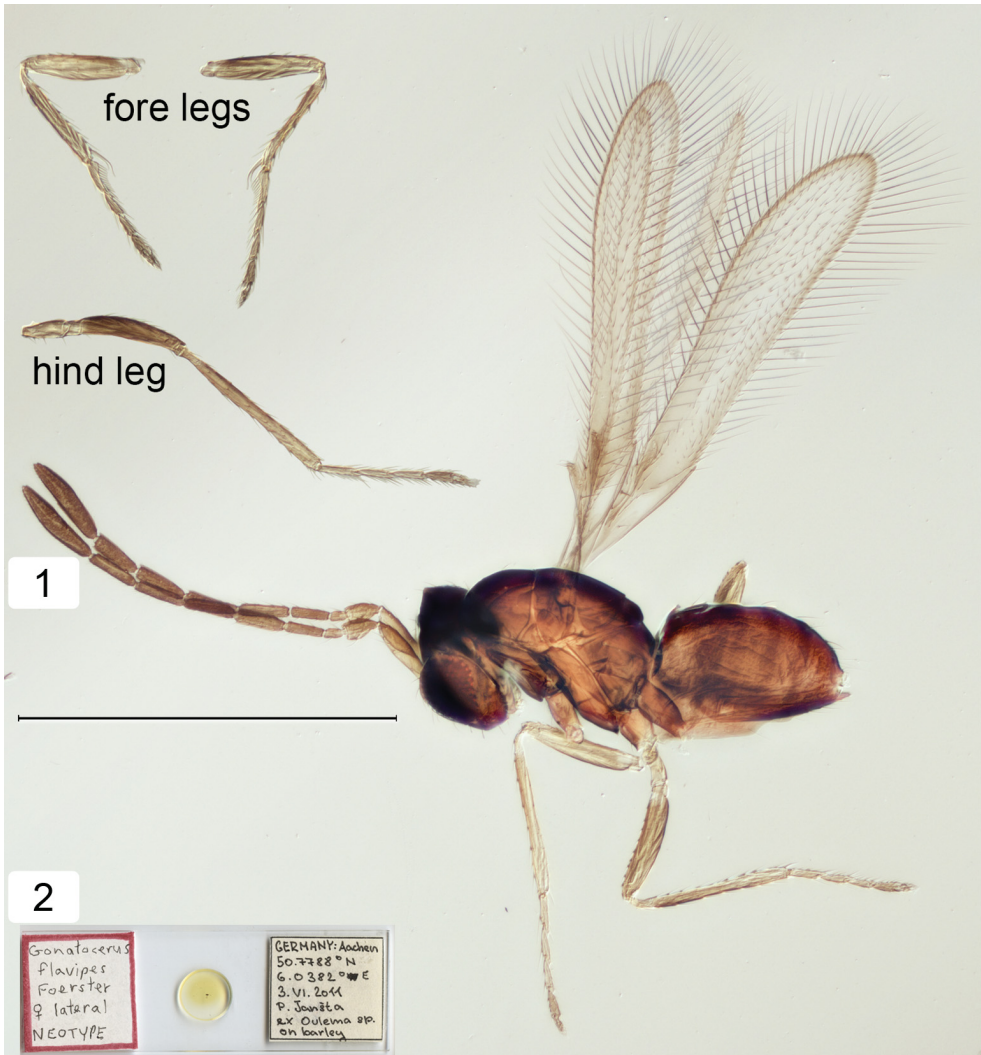 fore legs
hind leg
1
2
Gonatocerus
flavipes
Foerster
♀ lateral
NEOTYPE
GERMANY: Aachen
50.7788° N
6.0382° E
3.VI.2011
P. Janšta
ex Oulema sp.
on barley